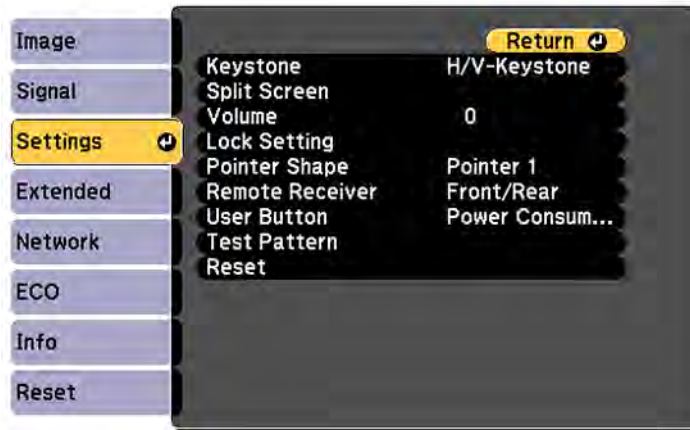 Image
Signal
Settings
Extended
Network
ECO
Info
Reset
Return
Keystone H/V-Keystone
Split Screen
Volume 0
Lock Setting
Pointer Shape Pointer 1
Remote Receiver Front/Rear
User Button Power Consum...
Test Pattern
Reset